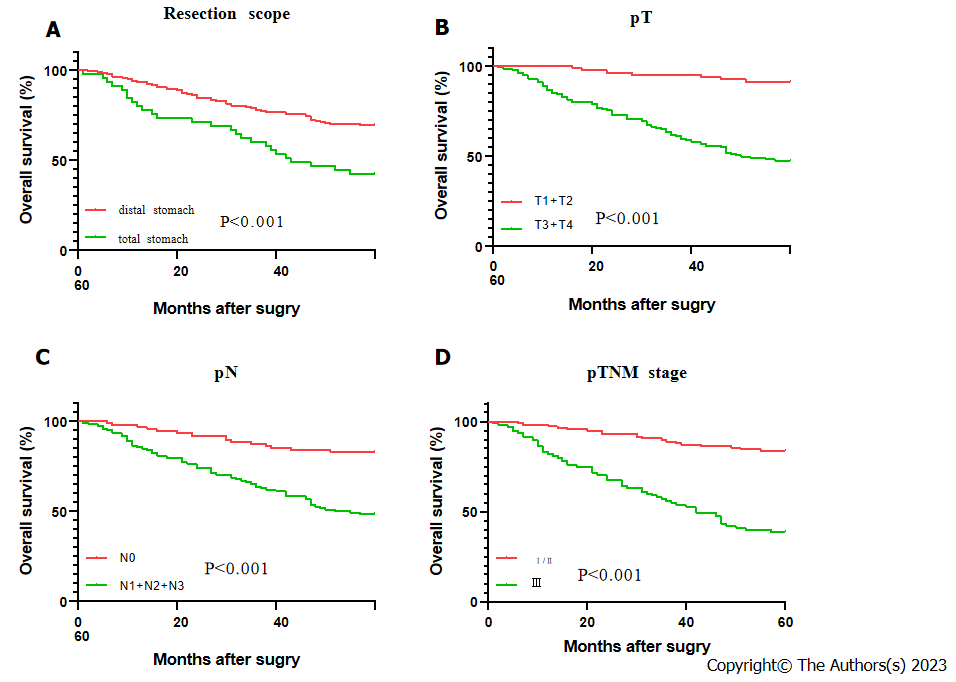 A
Resection scope
Overall survival (%)
100
50
0
distal stomach
total stomach
P<0.001
0 20 40
60
Months after sugry
B
pT
Overall survival (%)
100
50
0
T1+T2
T3+T4
P<0.001
0 20 40
60
Months after sugry
C
pN
Overall survival (%)
100
50
0
N0
N1+N2+N3
P<0.001
0 20 40
60
Months after sugry
D
pTNM stage
Overall survival (%)
100
50
0
Ⅰ/Ⅱ
Ⅲ
P<0.001
0 20 40 60
Months after sugry
Copyright© The Authors(s) 2023